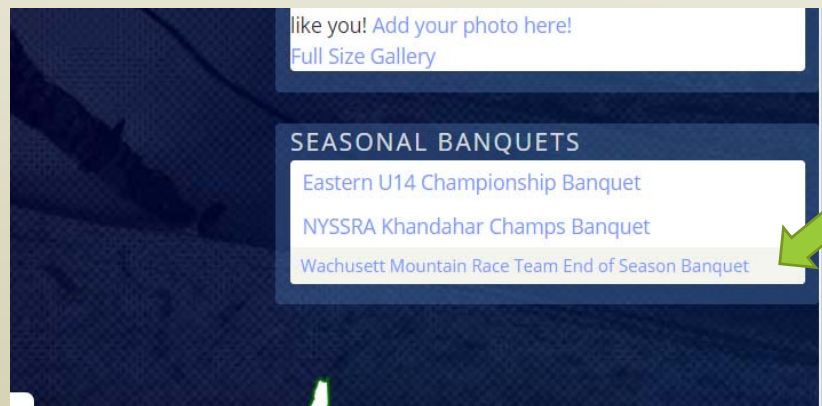 like you! Add your photo here!
Full Size Gallery
SEASONAL BANQUETS
Eastern U14 Championship Banquet
NYSSRA Khandahar Champs Banquet
Wachusett Mountain Race Team End of Season Banquet